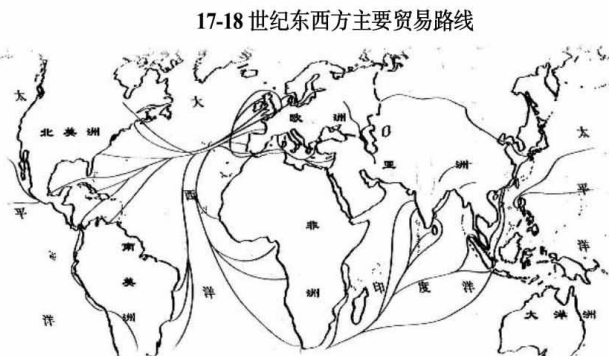 17-18 世纪东西方主要贸易路线
太
大
太
北美洲
欧洲
亚洲
平
西
非
平
南
美
洲
洲
印度洋
洋
洋
洋
大洋洲